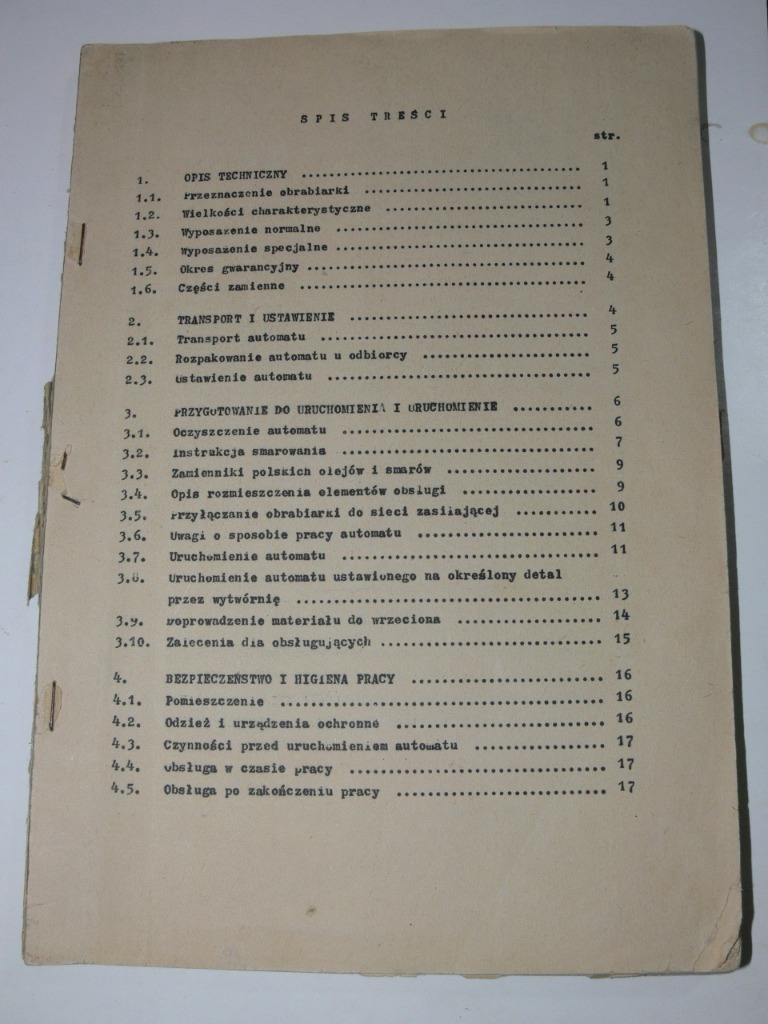 SPIS TREŚCI
str.
1. OPIS TECHNICZNY ........................................ 1
1.1. Przeznaczenie obrabiarki ............................... 1
1.2. Wielkości charakterystyczne ............................ 1
1.3. Wyposażenie normalne ................................... 3
1.4. Wyposażenie specjalne .................................. 3
1.5. Okres gwarancyjny ...................................... 4
1.6. Części zamienne ........................................ 4
2. TRANSPORT I USTAWIENIE ................................. 4
2.1. Transport automatu ..................................... 5
2.2. Rozpakowanie automatu u odbiorcy ....................... 5
2.3. Ustawienie automatu .................................... 5
3. PRZYGOTOWANIE DO URUCHOMIENIA I URUCHOMIENIE ........... 6
3.1. Oczyszczenie automatu .................................. 6
3.2. Instrukcja smarowania .................................. 7
3.3. Zamienniki polskich olejów i smarów .................... 9
3.4. Opis rozmieszczenia elementów obsługi .................. 9
3.5. Przyłączanie obrabiarki do sieci zasilającej ........... 10
3.6. Uwagi o sposobie pracy automatu ........................ 11
3.7. Uruchomienie automatu .................................. 11
3.8. Uruchomienie automatu ustawionego na określony detal
przez wytwórnię ........................................ 13
3.9. Doprowadzenie materiału do wrzeciona ................... 14
3.10. Zalecenia dla obsługujących ............................ 15
4. BEZPIECZEŃSTWO I HIGIENA PRACY ......................... 16
4.1. Pomieszczenie .......................................... 16
4.2. Odzież i urządzenia ochronne ........................... 16
4.3. Czynności przed uruchomieniem automatu ................. 17
4.4. Obsługa w czasie pracy ................................. 17
4.5. Obsługa po zakończeniu pracy ........................... 17